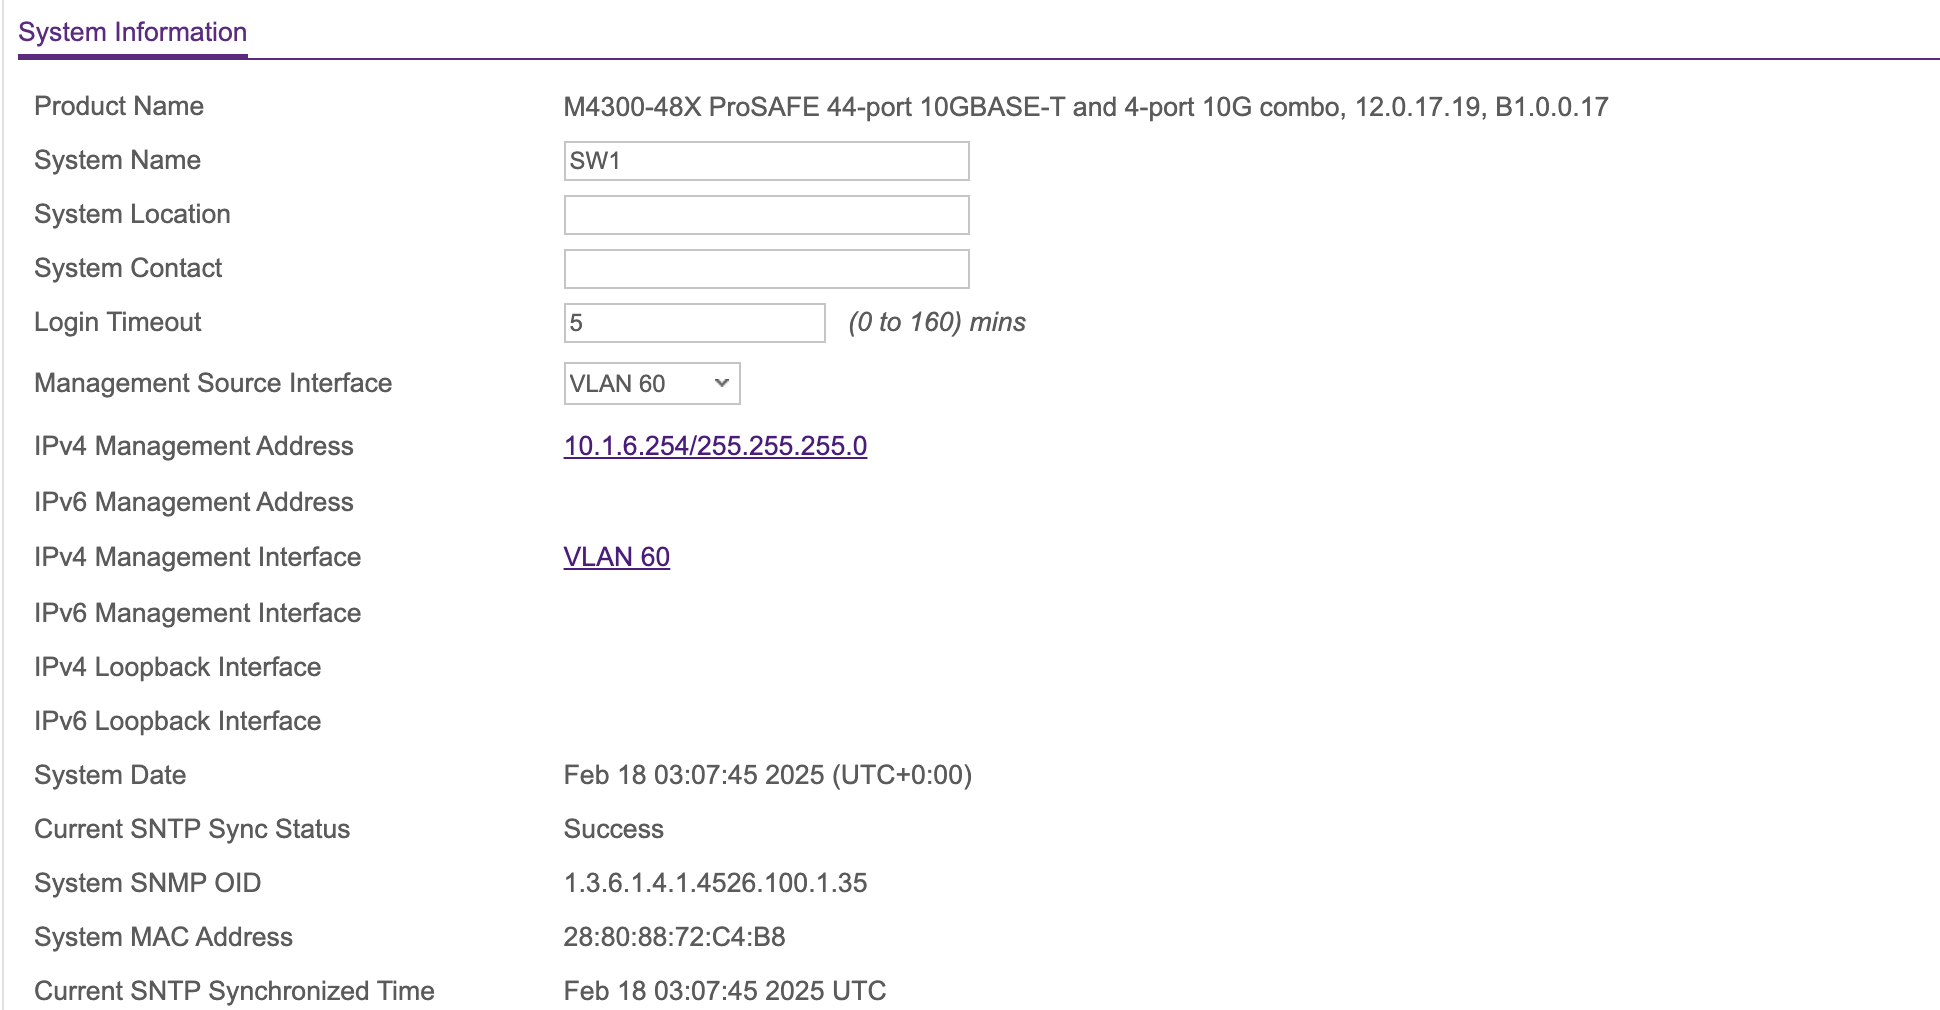 System Information
Product Name M4300-48X ProSAFE 44-port 10GBASE-T and 4-port 10G combo, 12.0.17.19, B1.0.0.17
System Name SW1
System Location
System Contact
Login Timeout 5 (0 to 160) mins
Management Source Interface VLAN 60
IPv4 Management Address 10.1.6.254/255.255.255.0
IPv6 Management Address
IPv4 Management Interface VLAN 60
IPv6 Management Interface
IPv4 Loopback Interface
IPv6 Loopback Interface
System Date Feb 18 03:07:45 2025 (UTC+0:00)
Current SNTP Sync Status Success
System SNMP OID 1.3.6.1.4.1.4526.100.1.35
System MAC Address 28:80:88:72:C4:B8
Current SNTP Synchronized Time Feb 18 03:07:45 2025 UTC